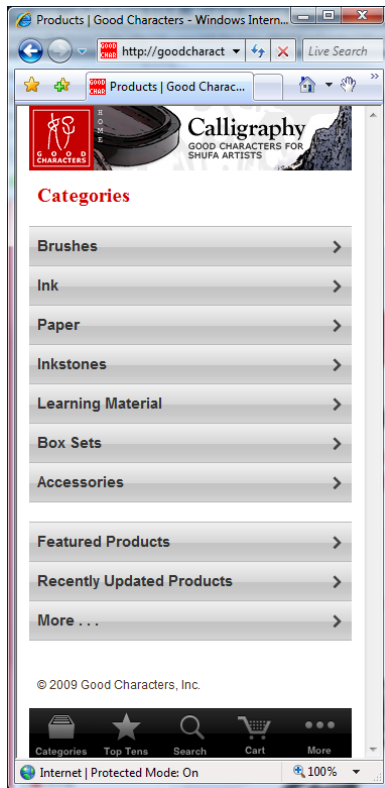 Products | Good Characters - Windows Intern...
http://goodcharact
Live Search
Products | Good Charac...
GOOD
CHARACTERS
HOME
Calligraphy
GOOD CHARACTERS FOR
SHUFA ARTISTS
Categories
Brushes
Ink
Paper
Inkstones
Learning Material
Box Sets
Accessories
Featured Products
Recently Updated Products
More . . .
© 2009 Good Characters, Inc.
Categories Top Tens Search Cart More
Internet | Protected Mode: On 100%